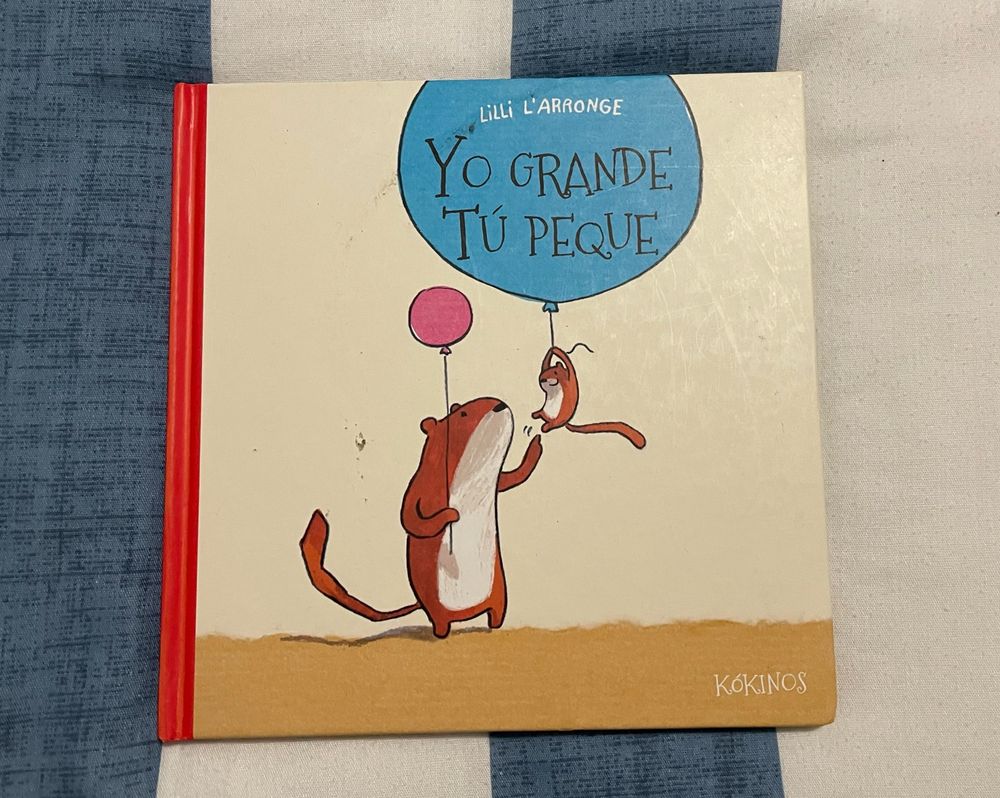 LiLLi L'ARRONGE
YO GRANDE
TÚ PEQUE
KÓKINOS